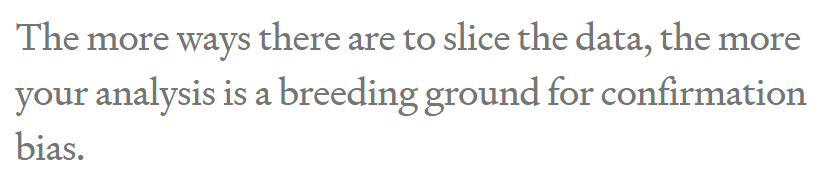 The more ways there are to slice the data, the more
your analysis is a breeding ground for confirmation
bias.